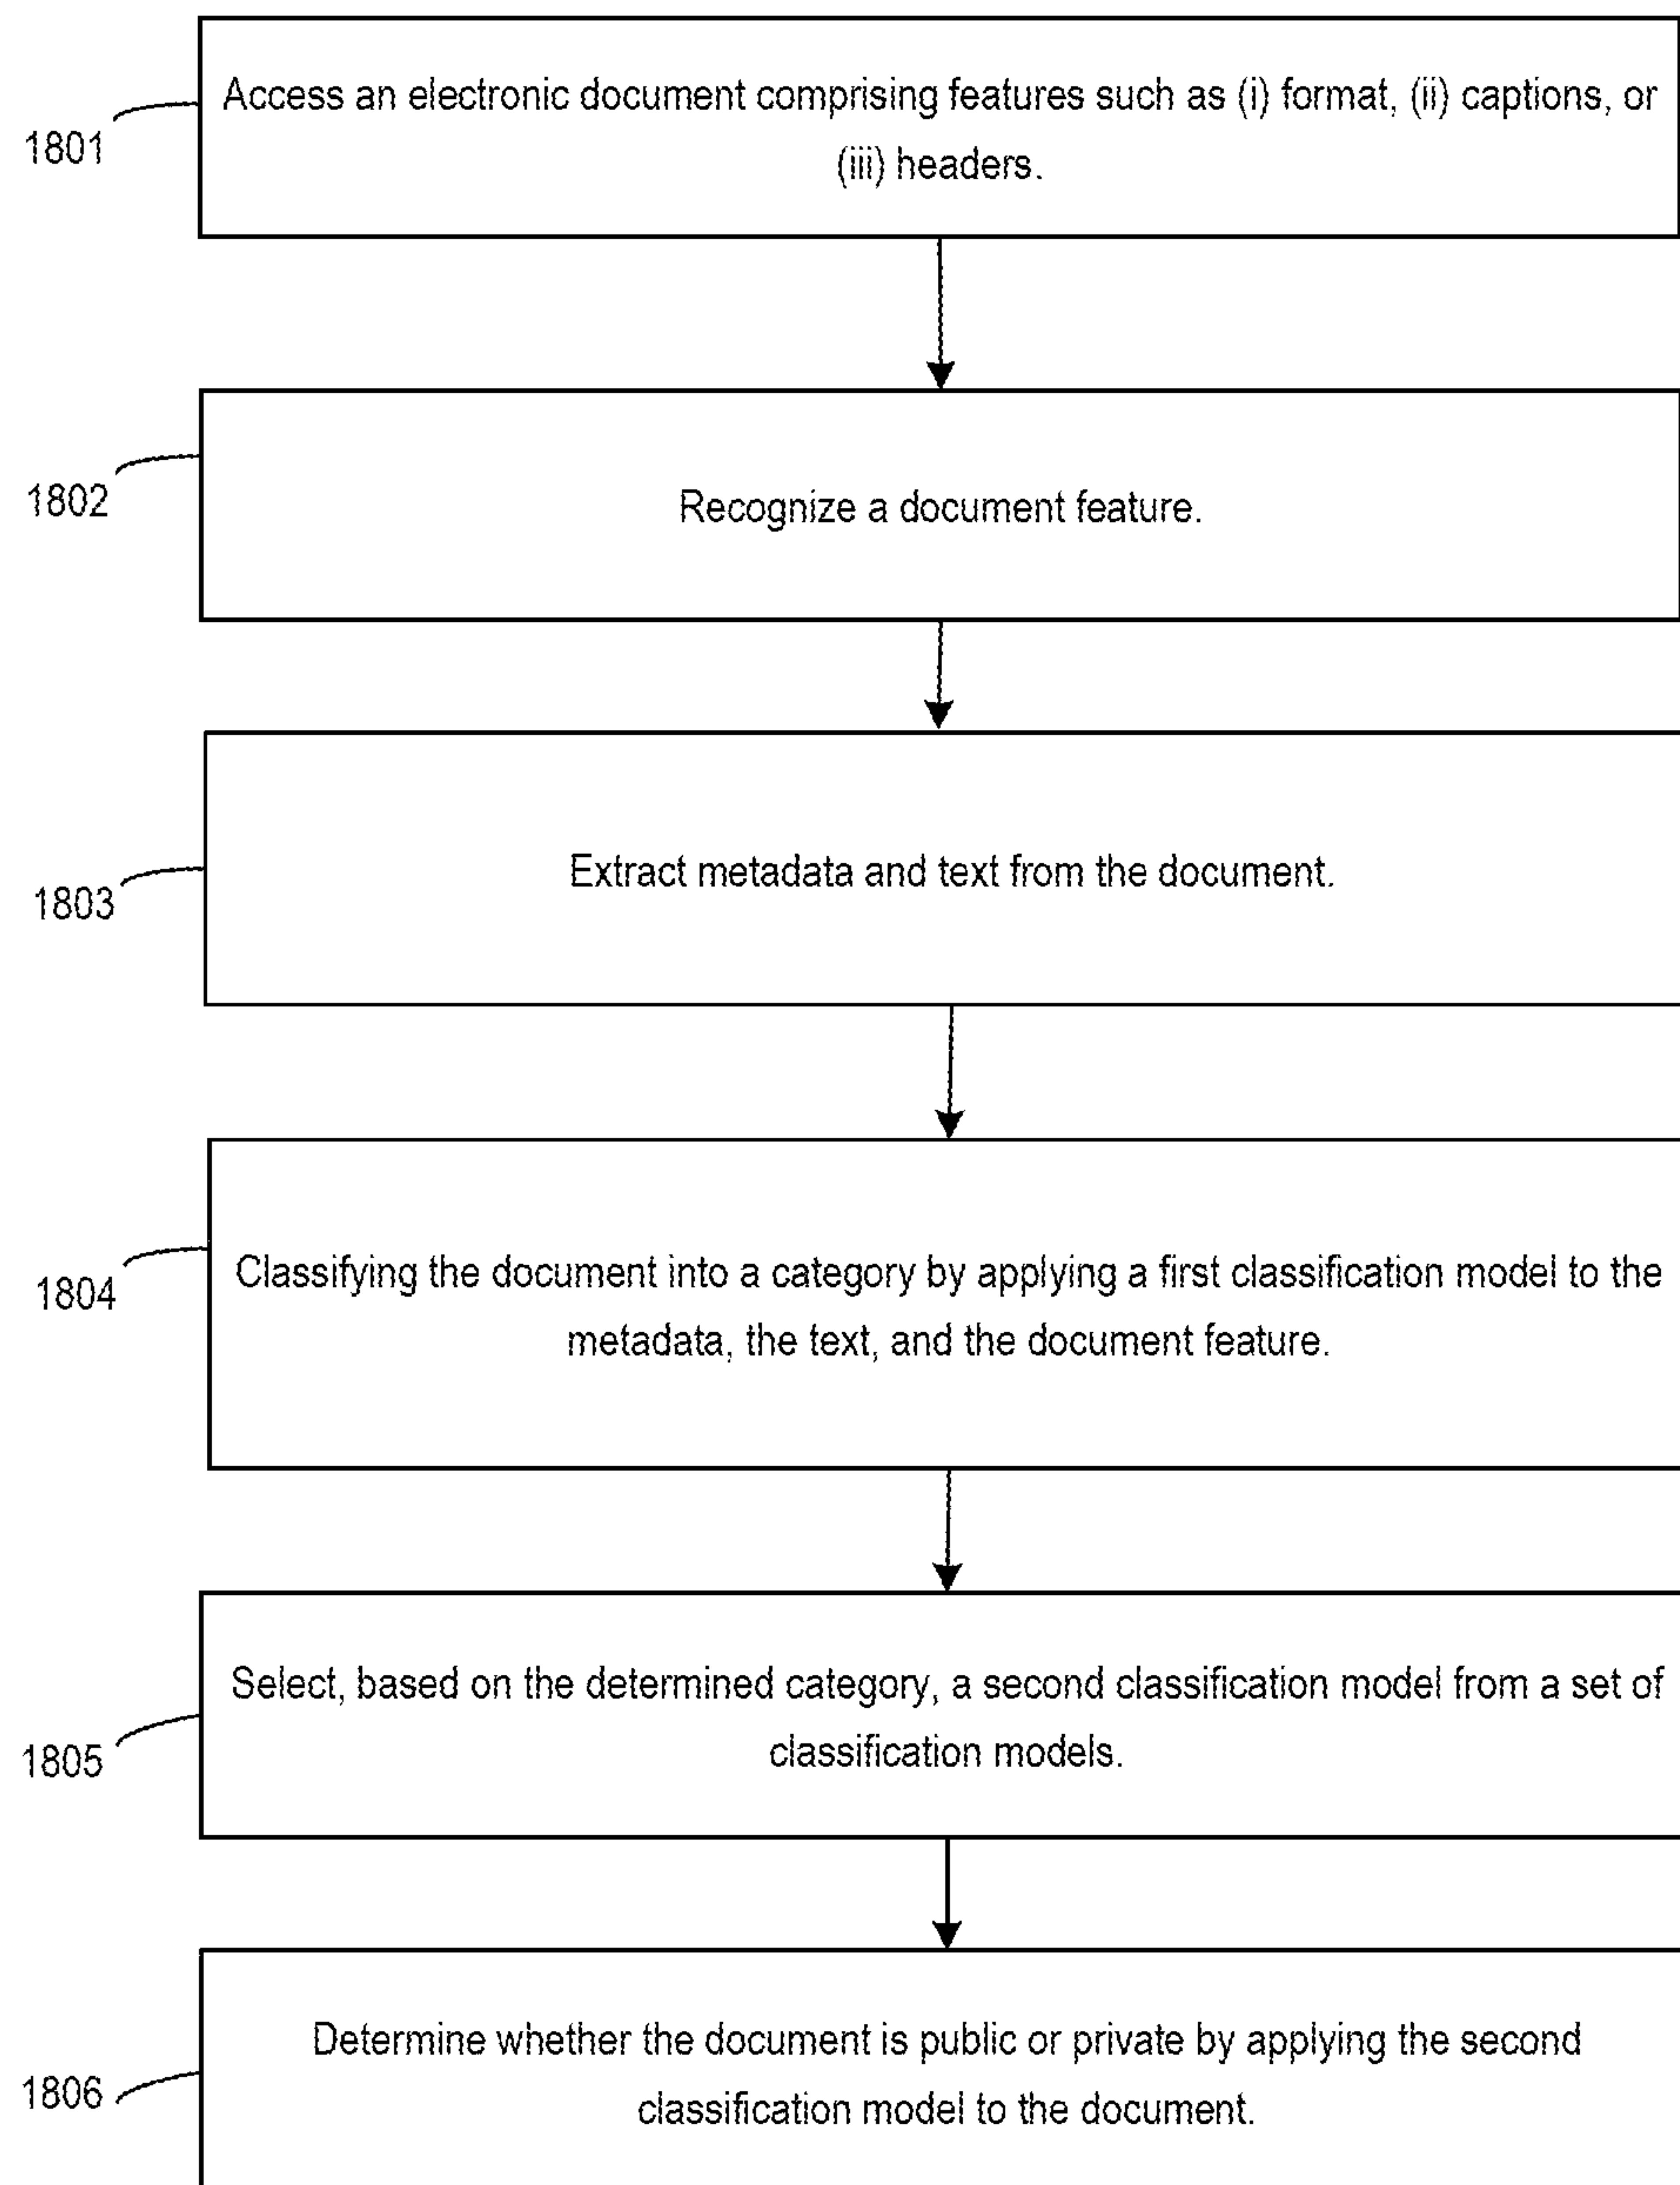 Access an electronic document comprising features such as (i) format, (ii) captions, or
(iii) headers.
1801
Recognize a document feature.
1802
Extract metadata and text from the document.
1803
Classifying the document into a category by applying a first classification model to the
metadata, the text, and the document feature.
1804
Select, based on the determined category, a second classification model from a set of
classification models.
1805
Determine whether the document is public or private by applying the second
classification model to the document.
1806